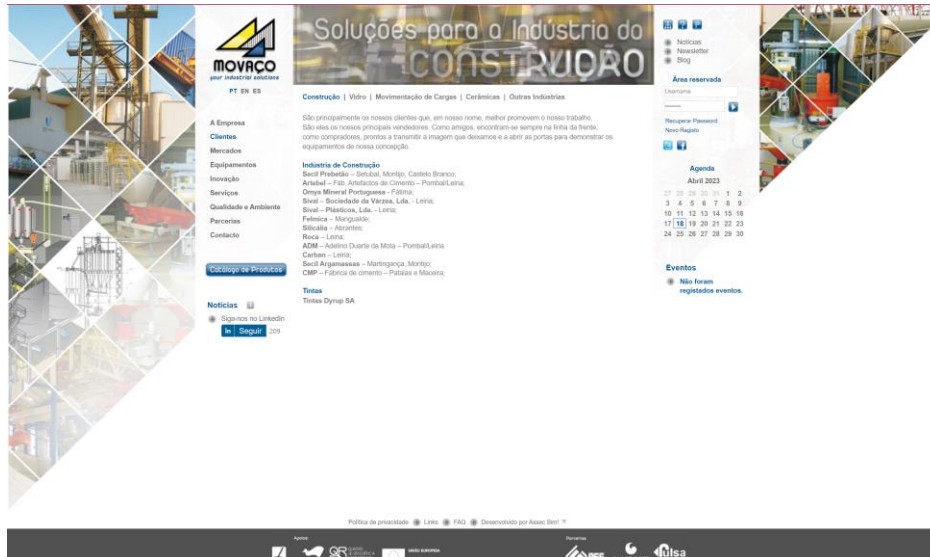 MOVAÇO
your industrial solutions
PT EN ES
A Empresa
Clientes
Mercados
Equipamentos
Inovação
Serviços
Qualidade e Ambiente
Parcerias
Contacto
Catálogo de Produtos
Notícias
Siga-nos no LinkedIn
in Seguir 209
Soluções para a Indústria da
CONSTRUÇÃO
Construção | Vidro | Movimentação de Cargas | Cerâmicas | Outras Indústrias
São principalmente os nossos clientes que, em nosso nome, melhor promovem o nosso trabalho.
São eles os nossos principais vendedores. Como amigos, encontram-se sempre na linha da frente,
como compradores, prontos a transmitir a imagem que deixamos e a abrir as portas para demonstrar os
equipamentos de nossa concepção.
Indústria de Construção
Secil Prebetão – Setubal, Montijo, Castelo Branco;
Artebel – Fáb. Artefactos de Cimento – Pombal/Leiria;
Omya Mineral Portuguesa - Fátima;
Sival – Sociedade da Várzea, Lda. - Leiria;
Sival – Plásticos, Lda. - Leiria;
Felmica – Mangualde;
Silicália – Abrantes;
Roca – Leiria;
ADM – Adelino Duarte da Mota – Pombal/Leiria
Carban – Leiria;
Secil Argamassas – Martingança, Montijo;
CMP – Fábrica de cimento – Pataias e Maceira;
Tintas
Tintas Dyrup SA
Notícias
Newsletter
Blog
Área reservada
Username
Recuperar Password
Novo Registo
Agenda
Abril 2023
27 28 29 30 31 1 2
3 4 5 6 7 8 9
10 11 12 13 14 15 16
17 18 19 20 21 22 23
24 25 26 27 28 29 30
Eventos
Não foram
registados eventos.
Política de privacidade Links FAQ Desenvolvido por Assec Sim!
Apoios
Parcerias
UNIÃO EUROPEIA